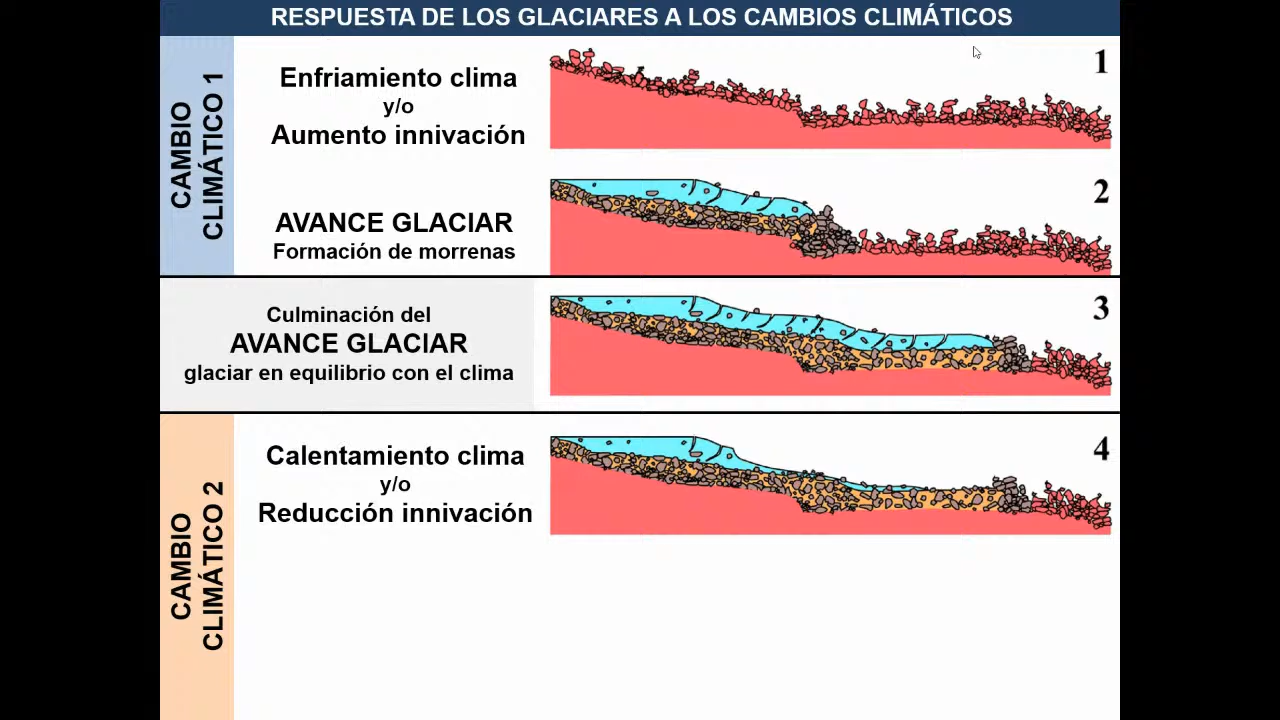 RESPUESTA DE LOS GLACIARES A LOS CAMBIOS CLIMÁTICOS
CAMBIO
CLIMÁTICO 1
Enfriamiento clima
y/o
Aumento innivación
1
AVANCE GLACIAR
Formación de morrenas
2
Culminación del
AVANCE GLACIAR
glaciar en equilibrio con el clima
3
CAMBIO
CLIMÁTICO 2
Calentamiento clima
y/o
Reducción innivación
4